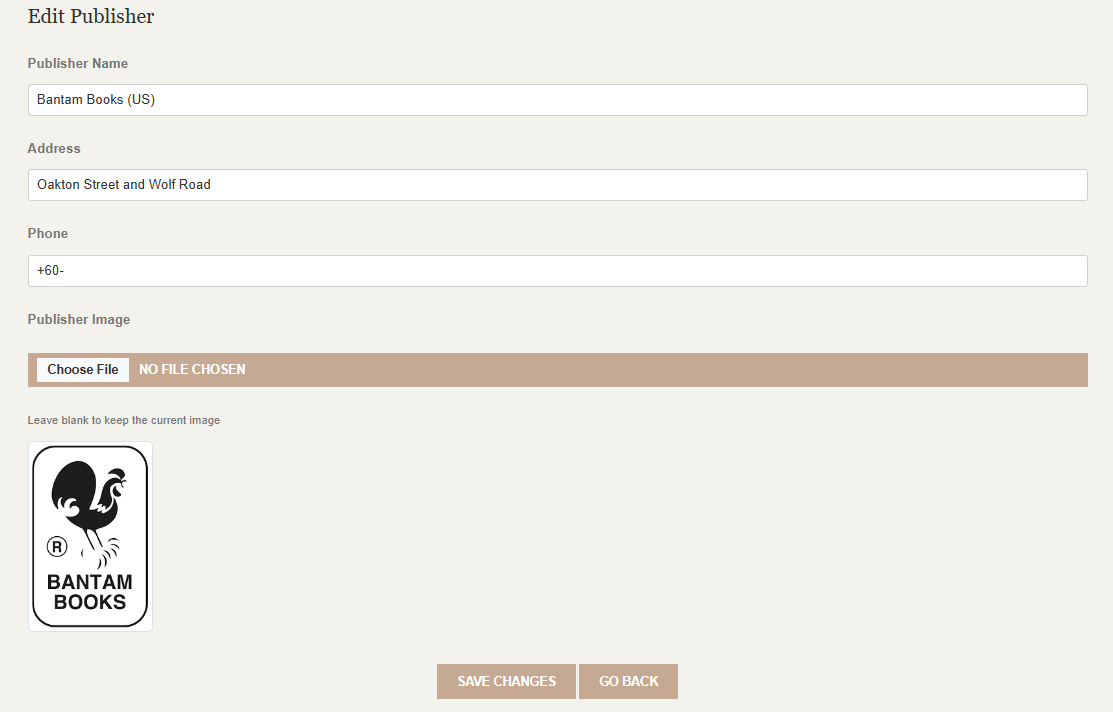 Edit Publisher
Publisher Name
Bantam Books (US)
Address
Oakton Street and Wolf Road
Phone
+60-
Publisher Image
Choose File NO FILE CHOSEN
Leave blank to keep the current image
®
BANTAM
BOOKS
SAVE CHANGES GO BACK